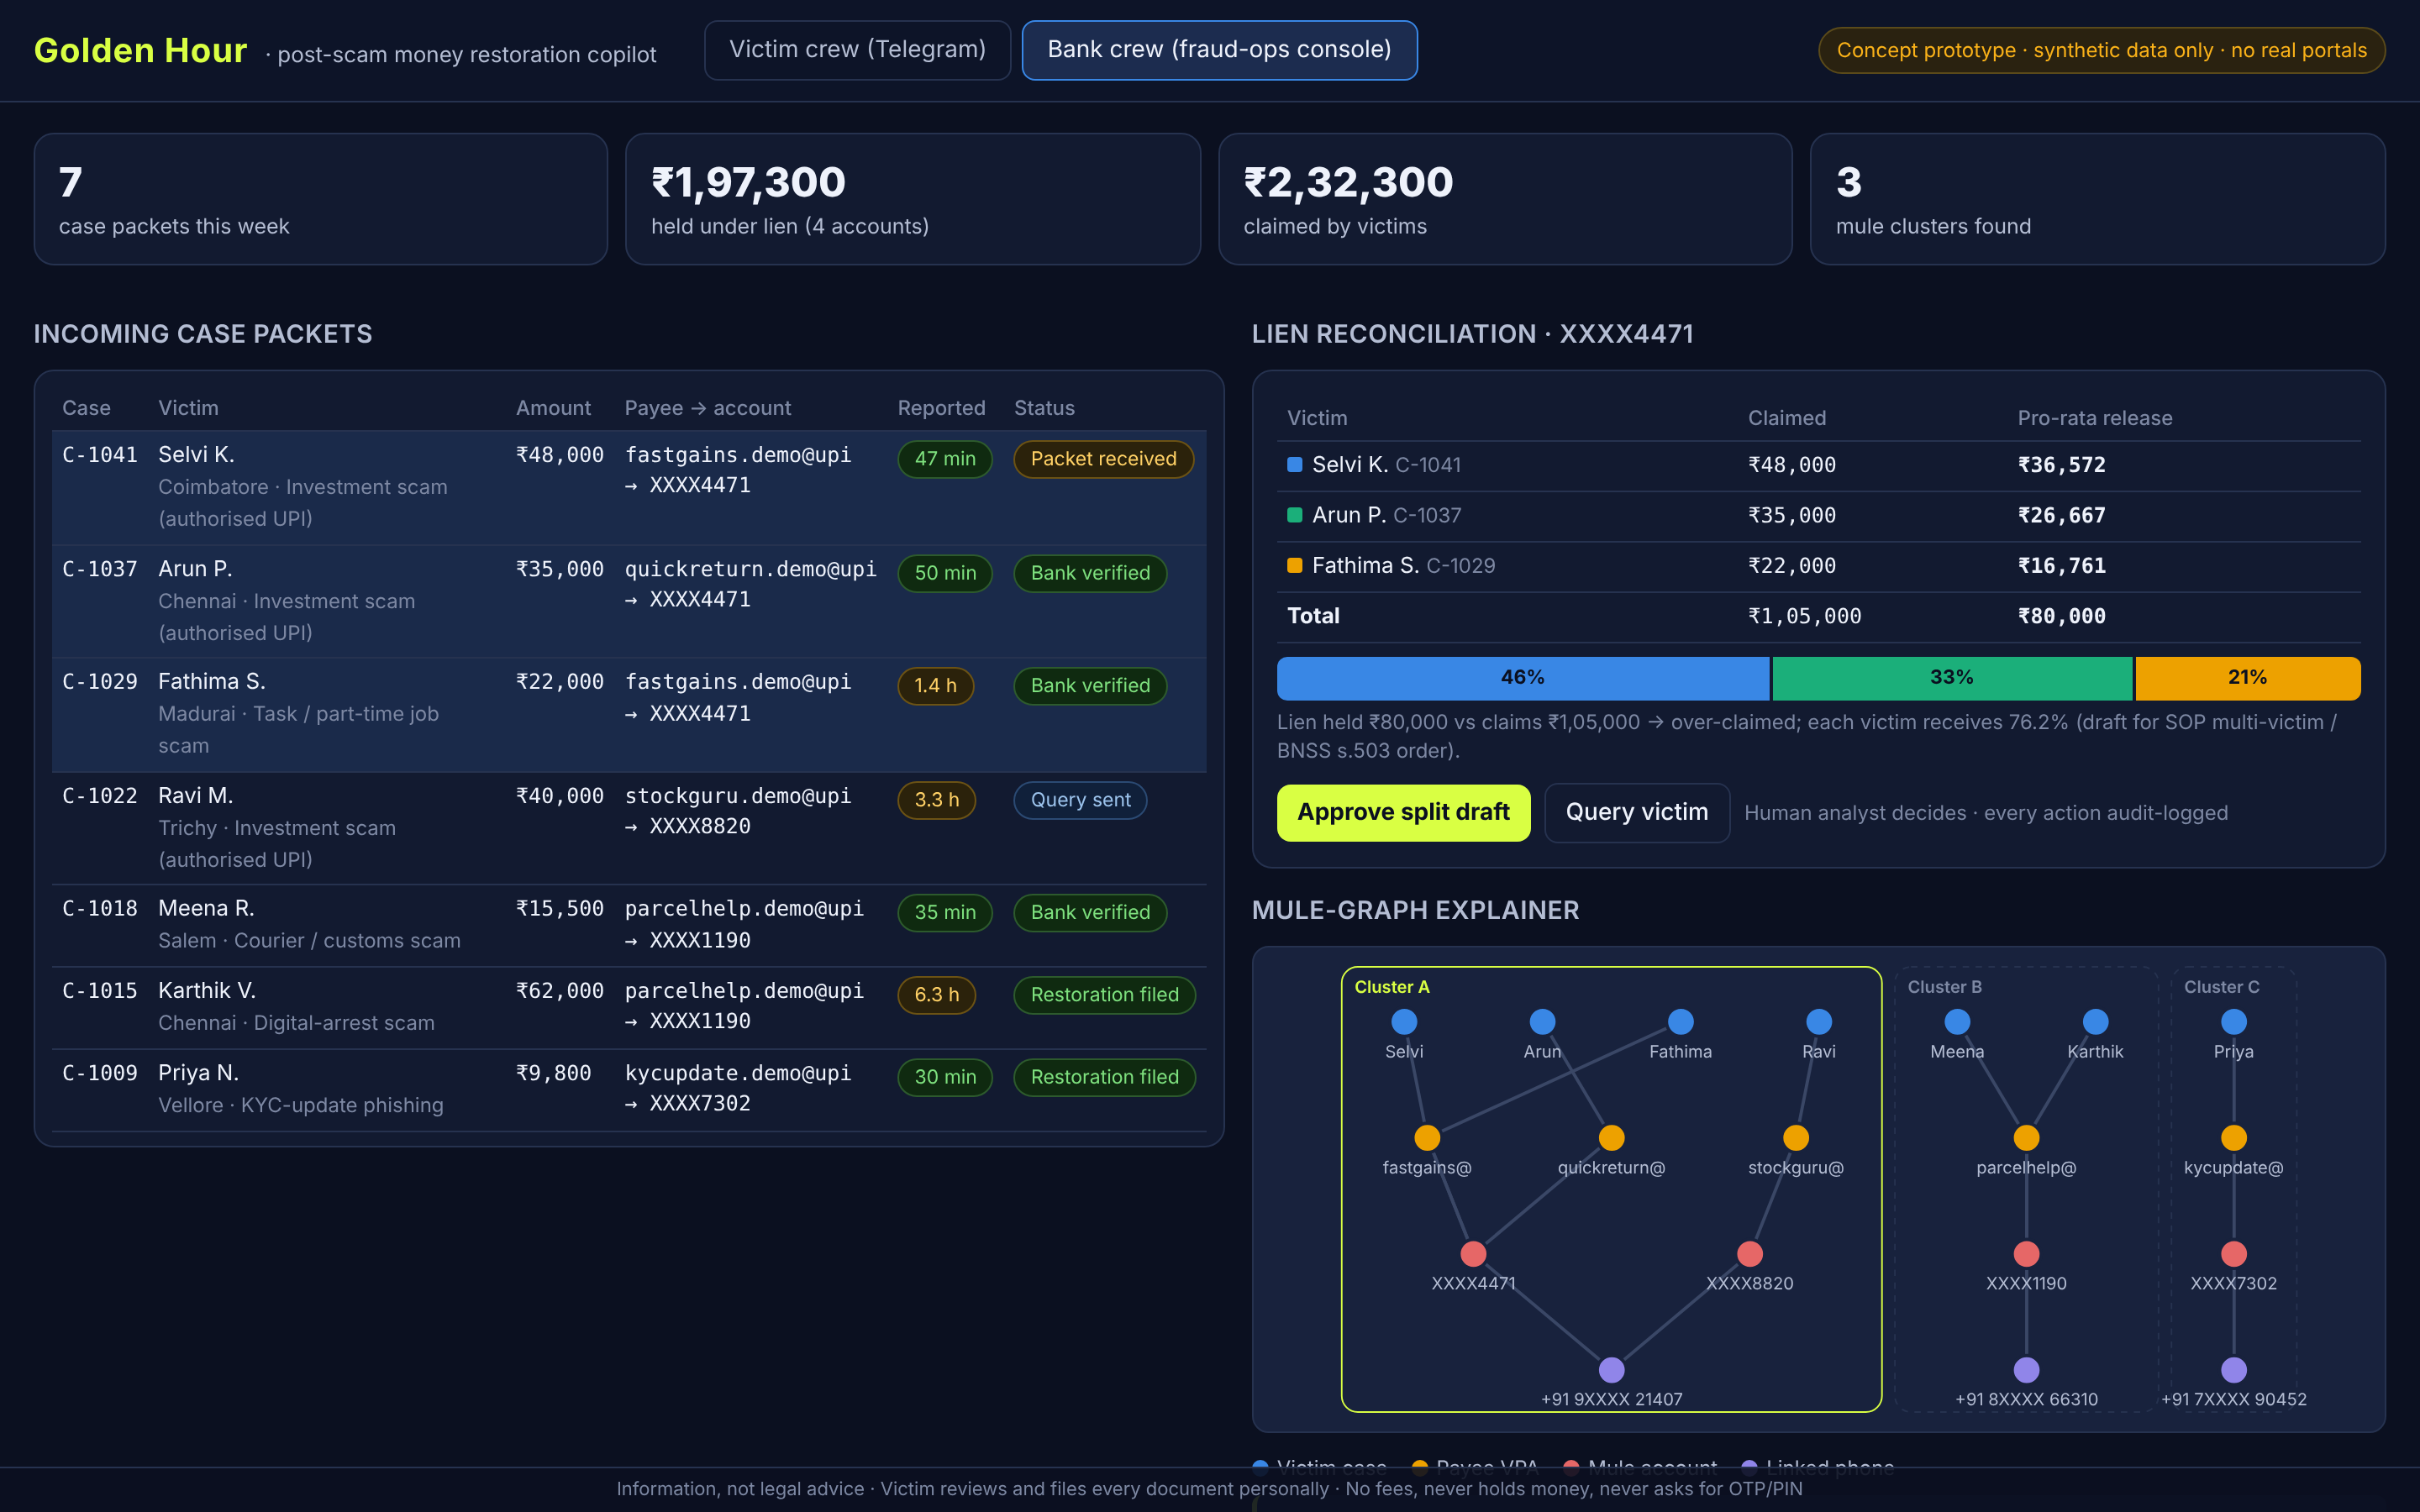 Golden Hour · post-scam money restoration copilot
Victim crew (Telegram)
Bank crew (fraud-ops console)
Concept prototype · synthetic data only · no real portals
7
case packets this week
₹1,97,300
held under lien (4 accounts)
₹2,32,300
claimed by victims
3
mule clusters found
INCOMING CASE PACKETS
Case Victim Amount Payee → account Reported Status
C-1041 Selvi K. ₹48,000 fastgains.demo@upi 47 min Packet received
Coimbatore · Investment scam → XXXX4471
(authorised UPI)
C-1037 Arun P. ₹35,000 quickreturn.demo@upi 50 min Bank verified
Chennai · Investment scam → XXXX4471
(authorised UPI)
C-1029 Fathima S. ₹22,000 fastgains.demo@upi 1.4 h Bank verified
Madurai · Task / part-time job → XXXX4471
scam
C-1022 Ravi M. ₹40,000 stockguru.demo@upi 3.3 h Query sent
Trichy · Investment scam → XXXX8820
(authorised UPI)
C-1018 Meena R. ₹15,500 parcelhelp.demo@upi 35 min Bank verified
Salem · Courier / customs scam → XXXX1190
C-1015 Karthik V. ₹62,000 parcelhelp.demo@upi 6.3 h Restoration filed
Chennai · Digital-arrest scam → XXXX1190
C-1009 Priya N. ₹9,800 kycupdate.demo@upi 30 min Restoration filed
Vellore · KYC-update phishing → XXXX7302
LIEN RECONCILIATION · XXXX4471
Victim Claimed Pro-rata release
Selvi K. C-1041 ₹48,000 ₹36,572
Arun P. C-1037 ₹35,000 ₹26,667
Fathima S. C-1029 ₹22,000 ₹16,761
Total ₹1,05,000 ₹80,000
46% 33% 21%
Lien held ₹80,000 vs claims ₹1,05,000 → over-claimed; each victim receives 76.2% (draft for SOP multi-victim /
BNSS s.503 order).
Approve split draft
Query victim
Human analyst decides · every action audit-logged
MULE-GRAPH EXPLAINER
Cluster A Cluster B Cluster C
Selvi Arun Fathima Ravi Meena Karthik Priya
fastgains@ quickreturn@ stockguru@ parcelhelp@ kycupdate@
XXXX4471 XXXX8820 XXXX1190 XXXX7302
+91 9XXXX 21407 +91 8XXXX 66310 +91 7XXXX 90452
Victim case Payee VPA Mule account Linked phone
Information, not legal advice · Victim reviews and files every document personally · No fees, never holds money, never asks for OTP/PIN